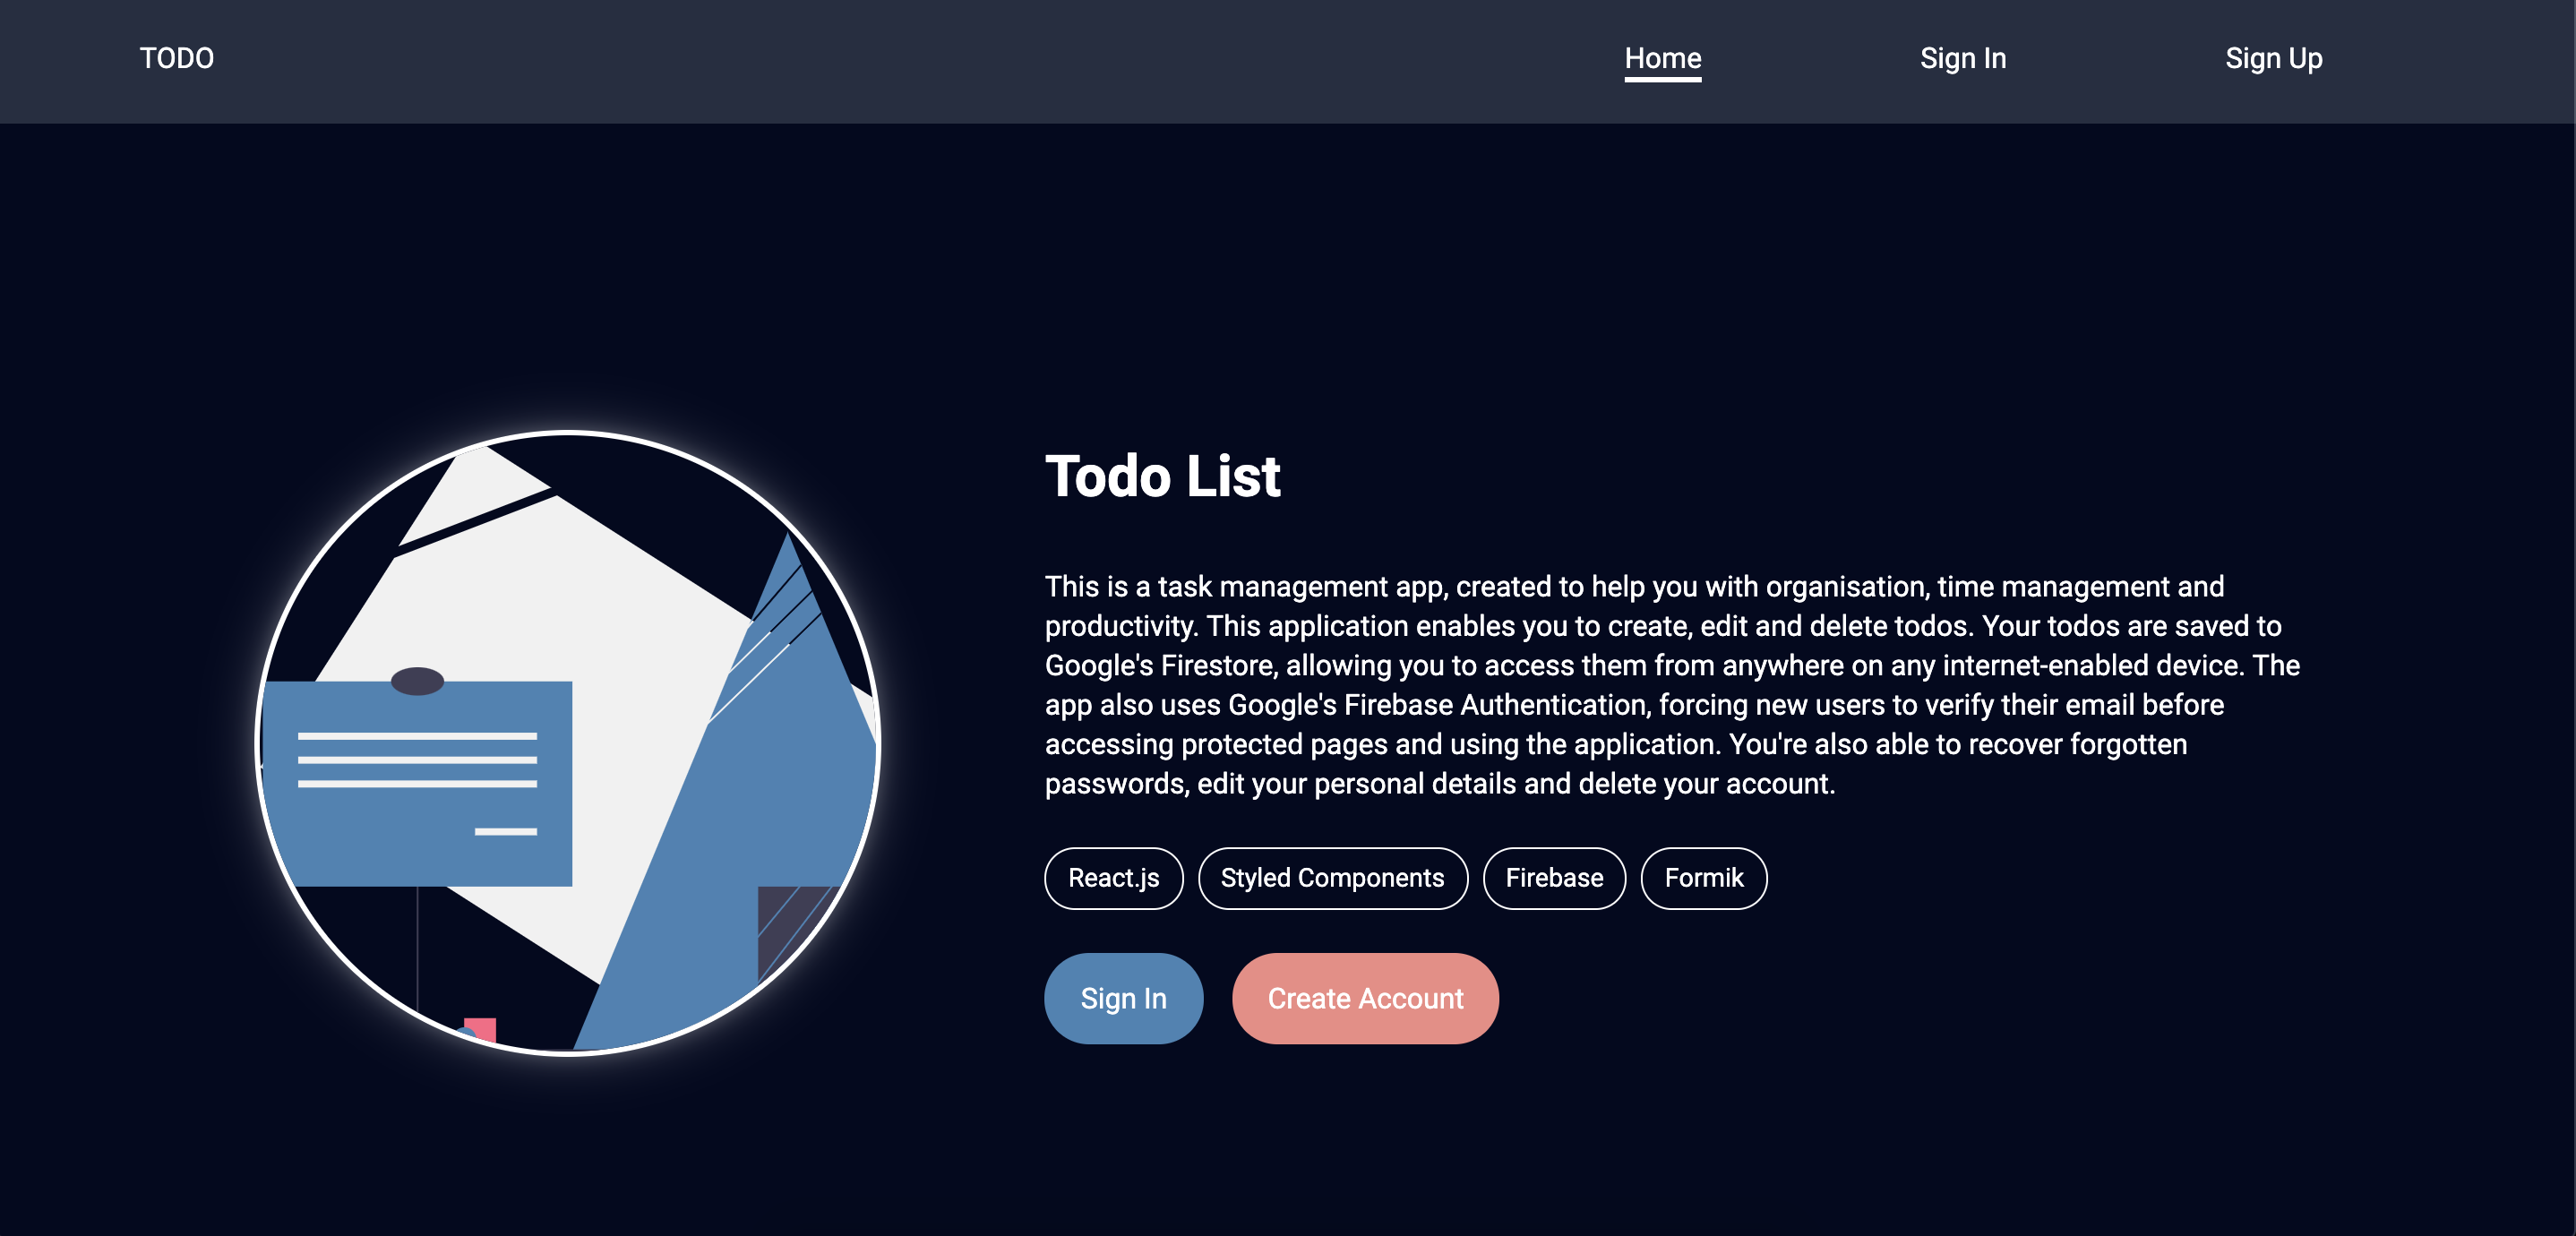 TODO
Home
Sign In
Sign Up
Todo List
This is a task management app, created to help you with organisation, time management and
productivity. This application enables you to create, edit and delete todos. Your todos are saved to
Google's Firestore, allowing you to access them from anywhere on any internet-enabled device. The
app also uses Google's Firebase Authentication, forcing new users to verify their email before
accessing protected pages and using the application. You're also able to recover forgotten
passwords, edit your personal details and delete your account.
React.js
Styled Components
Firebase
Formik
Sign In
Create Account